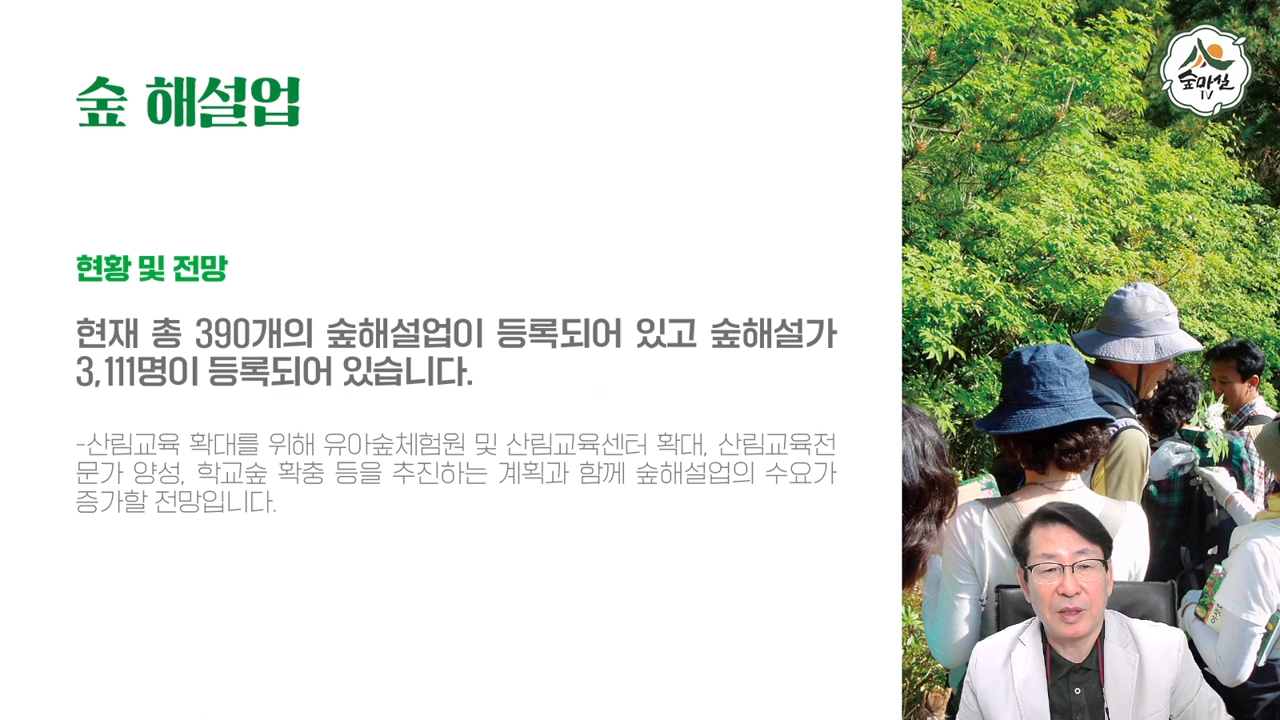 숲 해설업
숲마실
TV
현황 및 전망
현재 총 390개의 숲해설업이 등록되어 있고 숲해설가
3,111명이 등록되어 있습니다.
-산림교육 확대를 위해 유아숲체험원 및 산림교육센터 확대, 산림교육전
문가 양성, 학교숲 확충 등을 추진하는 계획과 함께 숲해설업의 수요가
증가할 전망입니다.